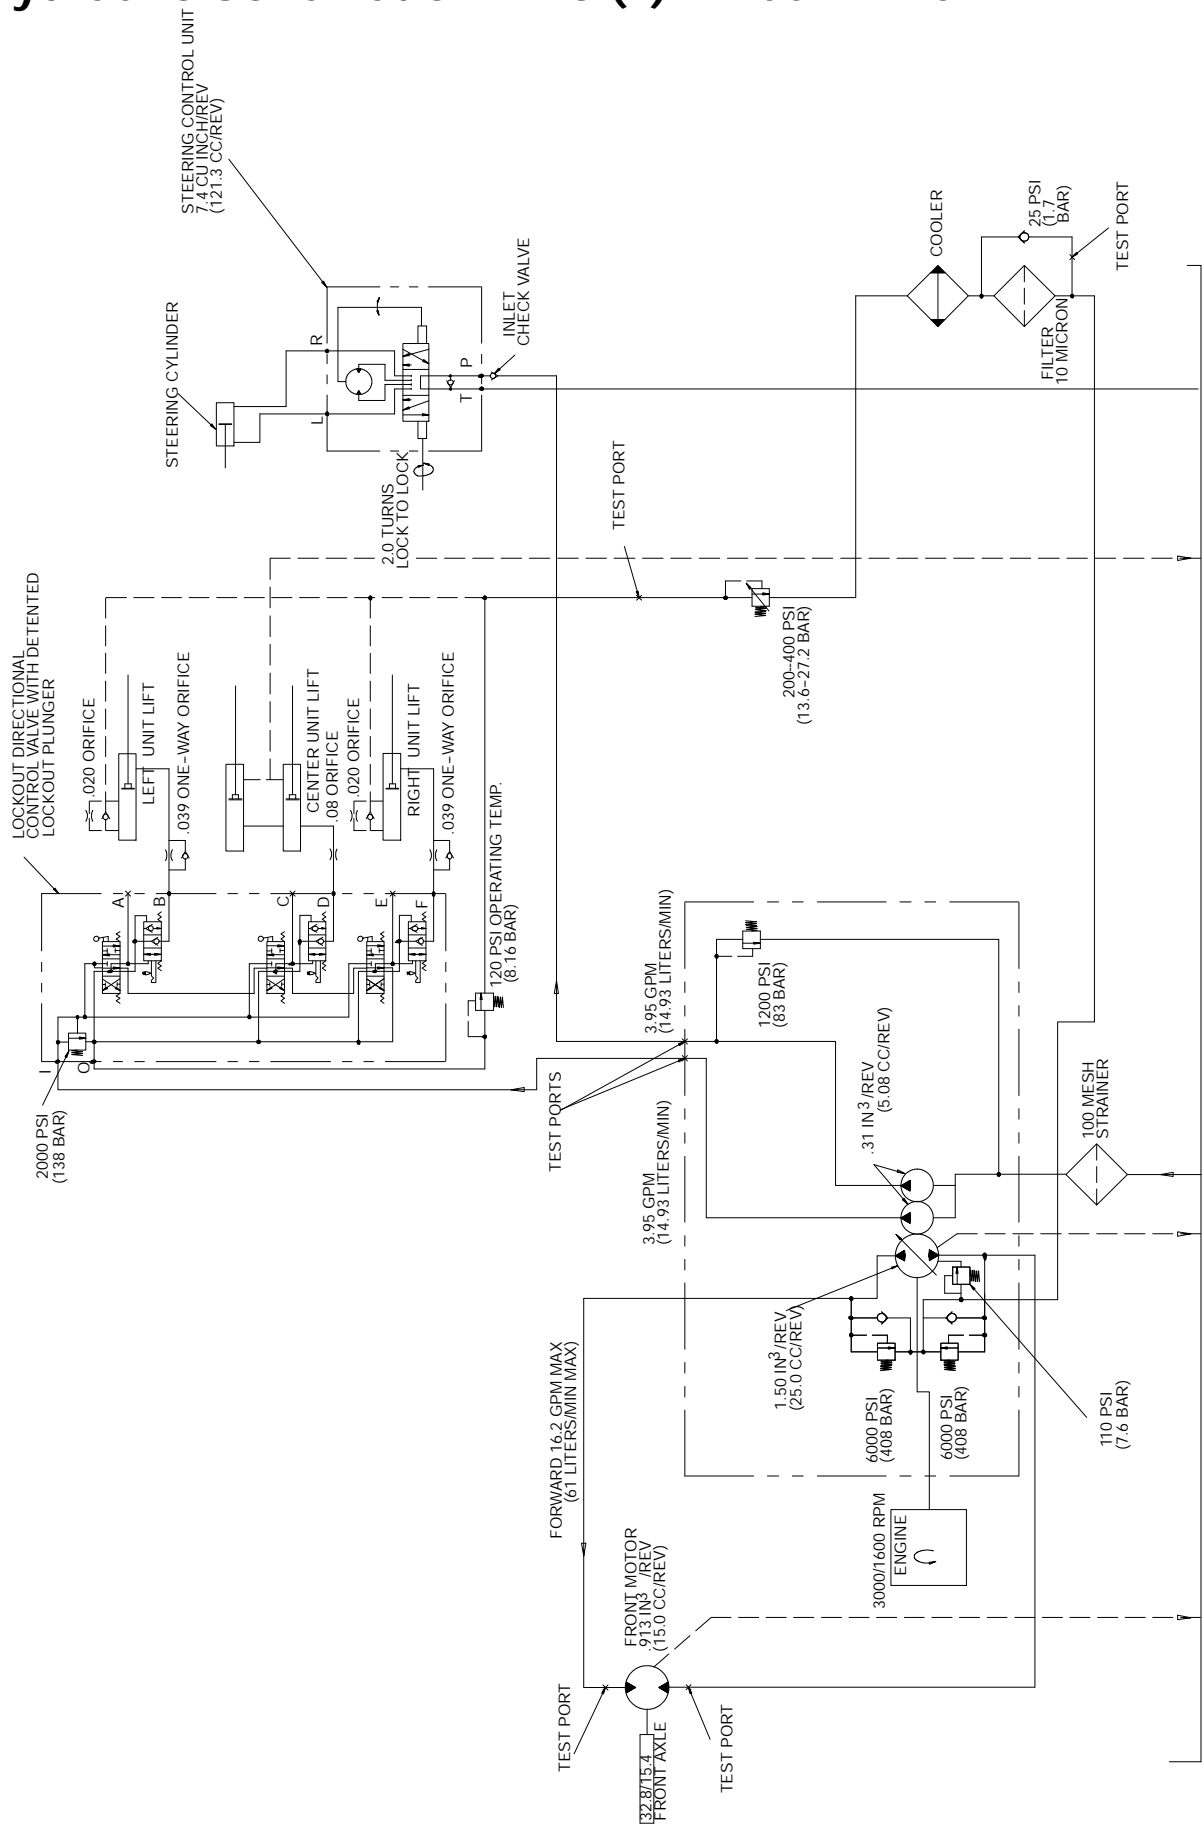 STEERING CONTROL UNIT
7.4 CU INCH/REV
(121.3 CC/REV)
STEERING CYLINDER
L
R
T
P
INLET
CHECK VALVE
2.0 TURNS
LOCK TO LOCK
COOLER
25 PSI
(1.7
BAR)
TEST PORT
FILTER
10 MICRON
TEST PORT
200-400 PSI
(13.6-27.2 BAR)
LOCKOUT DIRECTIONAL
CONTROL VALVE WITH DETENTED
LOCKOUT PLUNGER
.020 ORIFICE
LEFT UNIT LIFT
.039 ONE-WAY ORIFICE
CENTER UNIT LIFT
.08 ORIFICE
.020 ORIFICE
RIGHT UNIT LIFT
.039 ONE-WAY ORIFICE
A
B
C
D
E
F
I
O
2000 PSI
(138 BAR)
120 PSI OPERATING TEMP.
(8.16 BAR)
TEST PORTS
3.95 GPM
(14.93 LITERS/MIN)
3.95 GPM
(14.93 LITERS/MIN)
1200 PSI
(83 BAR)
.31 IN3/REV
(5.08 CC/REV)
100 MESH
STRAINER
1.50 IN3/REV
(25.0 CC/REV)
6000 PSI
(408 BAR)
6000 PSI
(408 BAR)
110 PSI
(7.6 BAR)
FORWARD 16.2 GPM MAX
(61 LITERS/MIN MAX)
3000/1600 RPM
ENGINE
FRONT MOTOR
.913 IN3 /REV
(15.0 CC/REV)
TEST PORT
TEST PORT
32.8/15.4
FRONT AXLE